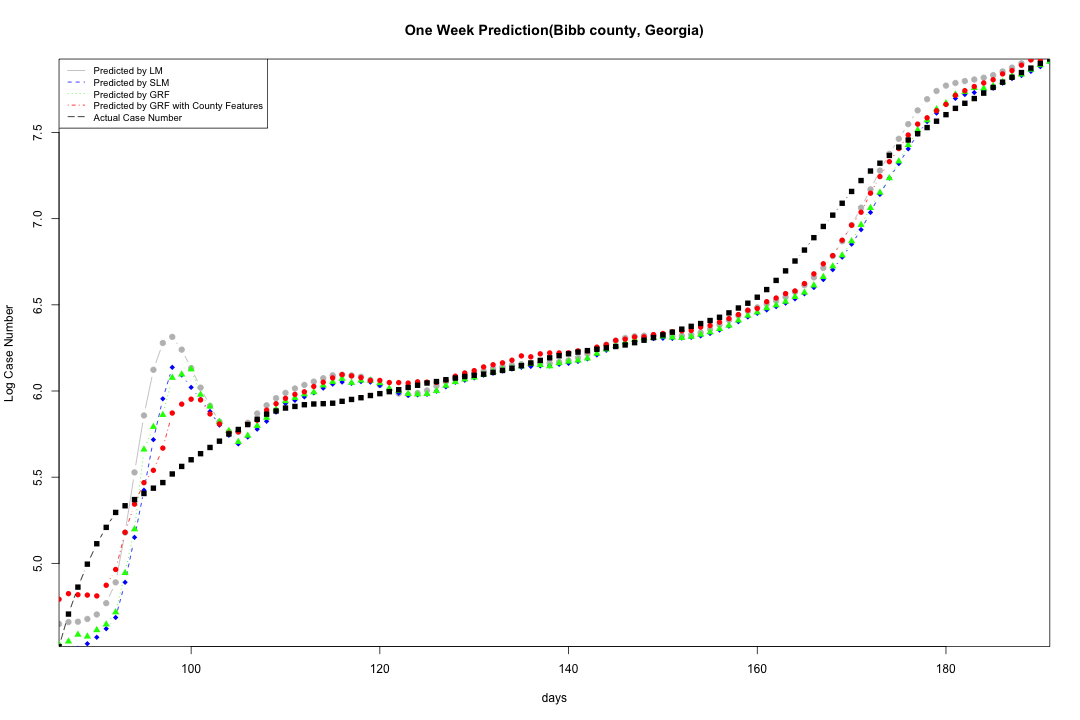 One Week Prediction(Bibb county, Georgia)
Predicted by LM
Predicted by SLM
Predicted by GRF
Predicted by GRF with County Features
Actual Case Number
Log Case Number
7.5
7.0
6.5
6.0
5.5
5.0
100 120 140 160 180
days